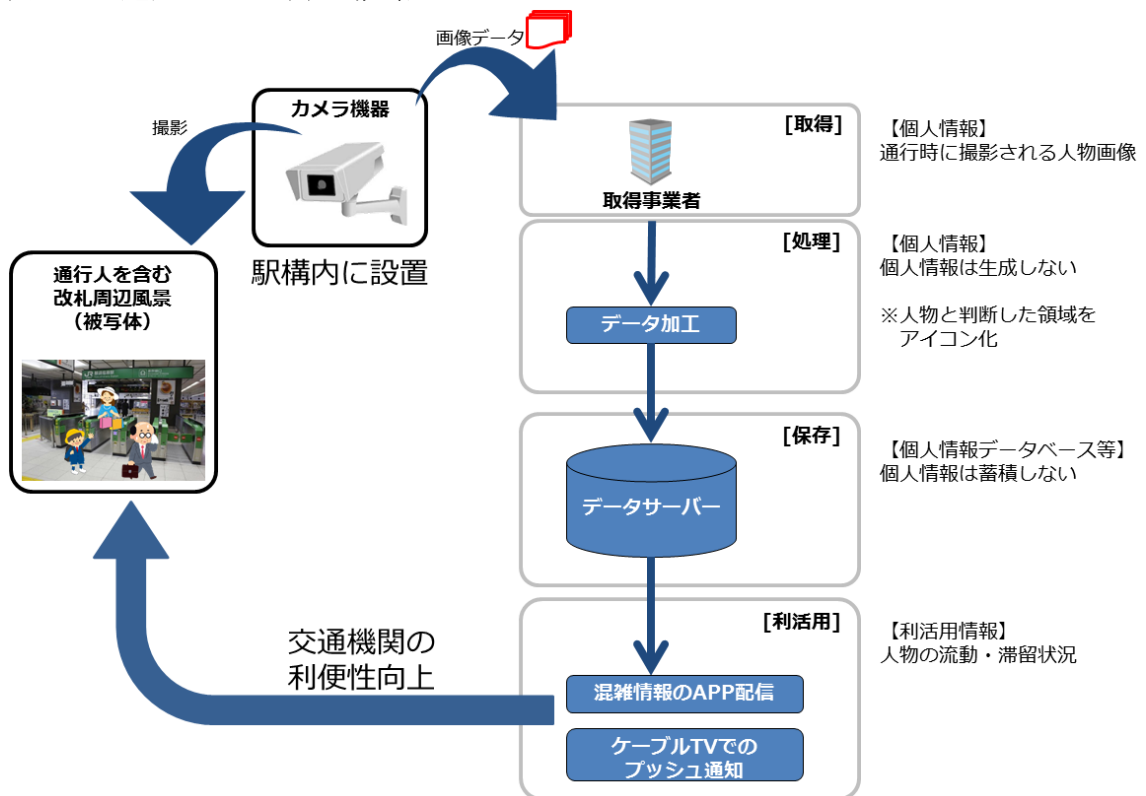 画像データ
カメラ機器
撮影
駅構内に設置
通行人を含む
改札周辺風景
（被写体）
[取得]
取得事業者
【個人情報】
通行時に撮影される人物画像
[処理]
データ加工
【個人情報】
個人情報は生成しない
※人物と判断した領域を
アイコン化
[保存]
データサーバー
【個人情報データベース等】
個人情報は蓄積しない
[利活用]
混雑情報のAPP配信
ケーブルTVでの
プッシュ通知
【利活用情報】
人物の流動・滞留状況
交通機関の
利便性向上